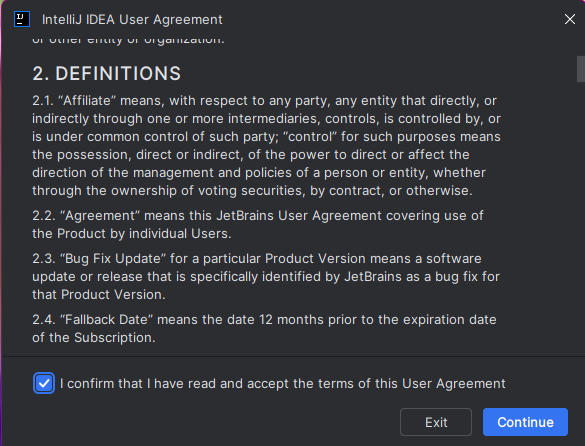 IJ IntelliJ IDEA User Agreement
or other entity or organization.
2. DEFINITIONS
2.1. “Affiliate” means, with respect to any party, any entity that directly, or
indirectly through one or more intermediaries, controls, is controlled by, or
is under common control of such party; “control” for such purposes means
the possession, direct or indirect, of the power to direct or affect the
direction of the management and policies of a person or entity, whether
through the ownership of voting securities, by contract, or otherwise.
2.2. “Agreement” means this JetBrains User Agreement covering use of
the Product by individual Users.
2.3. “Bug Fix Update” for a particular Product Version means a software
update or release that is specifically identified by JetBrains as a bug fix for
that Product Version.
2.4. “Fallback Date” means the date 12 months prior to the expiration date
of the Subscription.
I confirm that I have read and accept the terms of this User Agreement
Exit
Continue